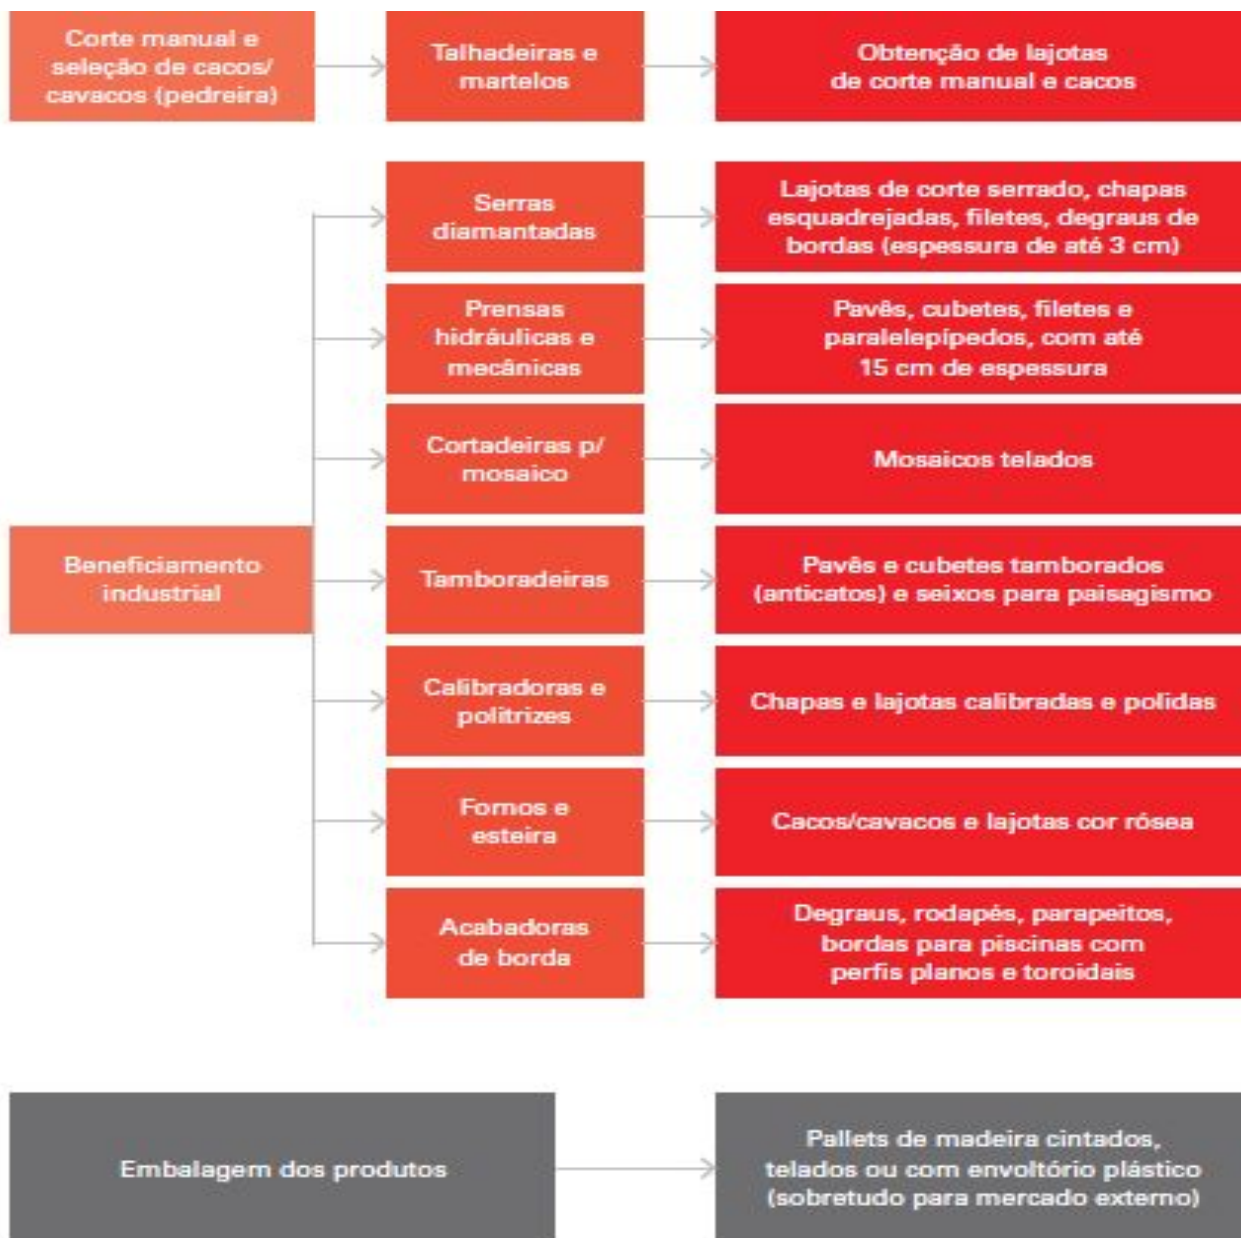 Corte manual e
seleção de cacos/
cavacos (pedreira)
Talhadeiras e
martelos
Obtenção de lajotas
de corte manual e cacos
Serras
diamantadas
Lajotas de corte serrado, chapas
esquadrejadas, filetes, degraus de
bordas (espessura de até 3 cm)
Prensas
hidráulicas e
mecânicas
Pavês, cubetes, filetes e
paralelepípedos, com até
15 cm de espessura
Cortadeiras p/
mosaico
Mosaicos telados
Beneficiamento
industrial
Tamboradeiras
Pavês e cubetes tamborados
(anticatos) e seixos para paisagismo
Calibradoras e
politrizes
Chapas e lajotas calibradas e polidas
Fornos e
esteira
Cacos/cavacos e lajotas cor rósea
Acabadoras
de borda
Degraus, rodapés, parapeitos,
bordas para piscinas com
perfis planos e toroidais
Embalagem dos produtos
Pallets de madeira cintados,
telados ou com envoltório plástico
(sobretudo para mercado externo)